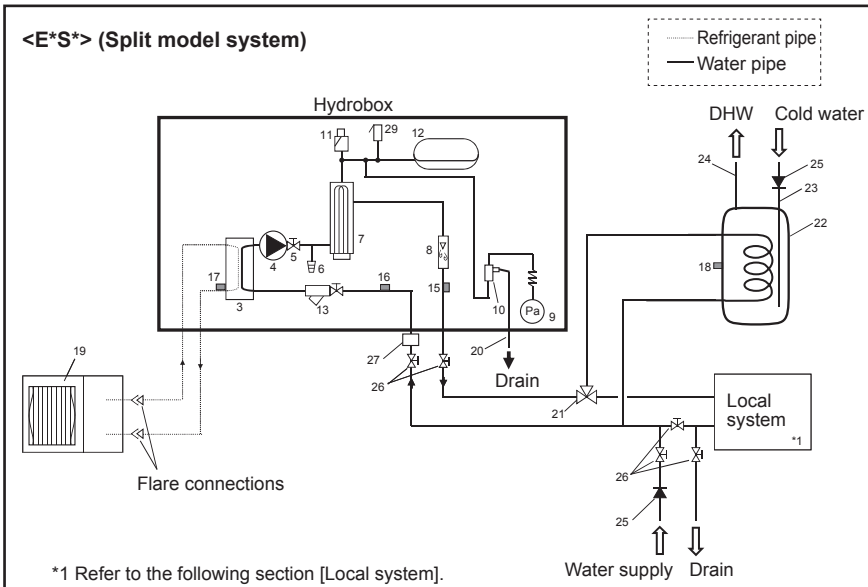 <E*S*> (Split model system)
Refrigerant pipe
Water pipe
Hydrobox
DHW
Cold water
11
29
12
24
25
23
22
7
8
4
5
6
17
3
13
16
15
10
Pa
9
18
19
27
20
26
Drain
21
Local
system
*1
Flare connections
26
25
Water supply
Drain
*1 Refer to the following section [Local system].